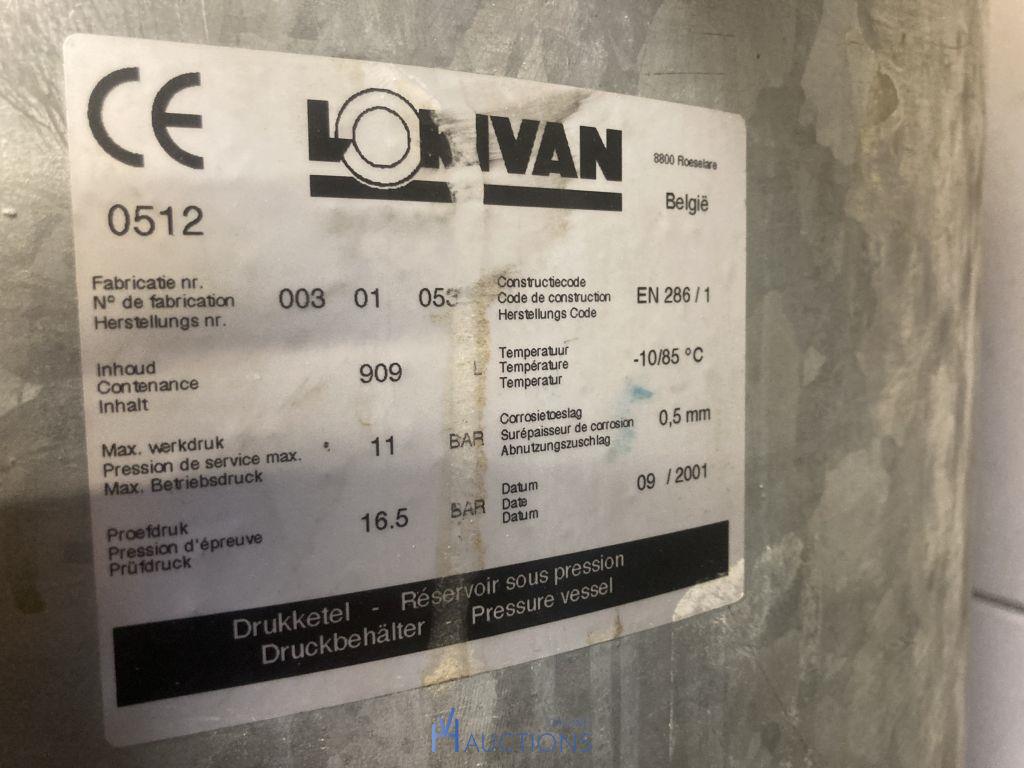 CE
0512
8800 Roeselare
België
Fabricatie nr.
N° de fabrication 003 01
Herstellungs nr.
Inhoud
Contenance 909 L
Inhalt
Max. werkdruk
Pression de service max. 11 BAR
Max. Betriebsdruck
Proefdruk
Pression d'épreuve 16.5 BAR
Prüfdruck
Constructiecode
Code de construction EN 286 / 1
Herstellungs Code
Temperatuur
Température -10/85 °C
Temperatur
Corrosietoeslag
Surépaisseur de corrosion 0,5 mm
Abnutzungszuschlag
Datum
Date 09 / 2001
Datum
Drukketel - Réservoir sous pression
Druckbehälter Pressure vessel
AUCTIONS